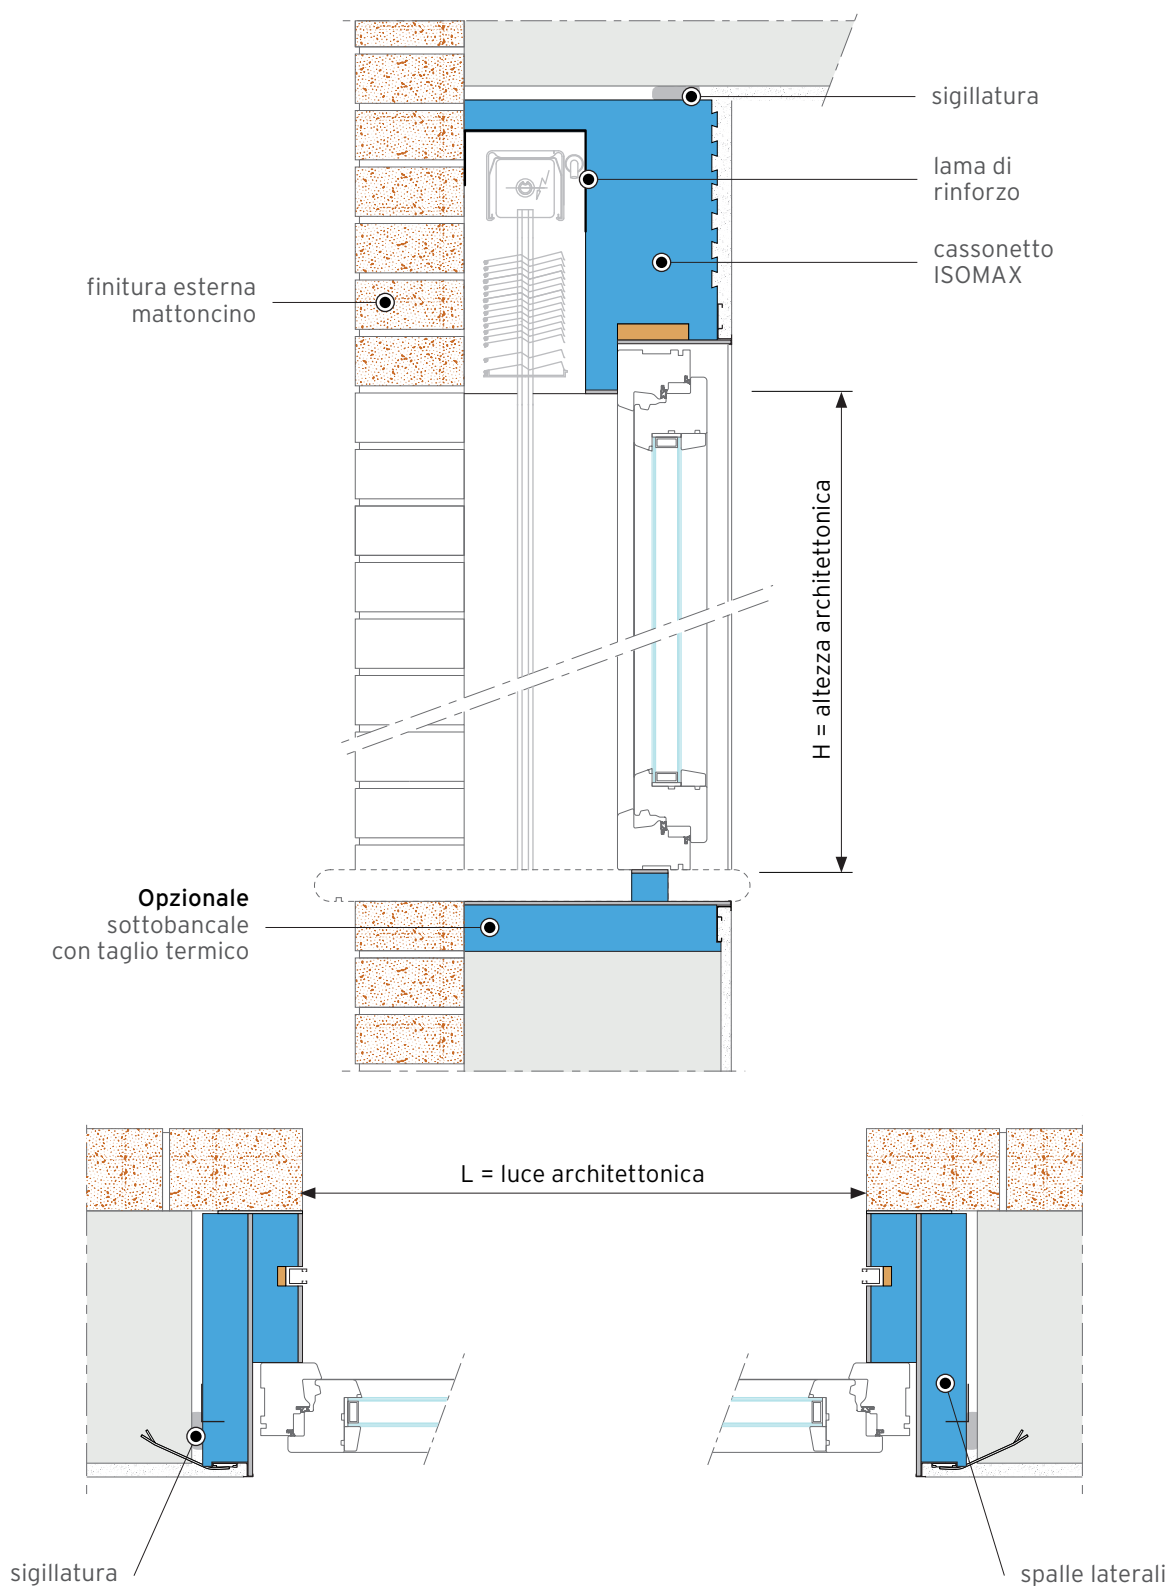 sigillatura
lama di
rinforzo
cassonetto
ISOMAX
finitura esterna
mattoncino
H = altezza architettonica
Opzionale
sottobancale
con taglio termico
L = luce architettonica
sigillatura
spalle laterali